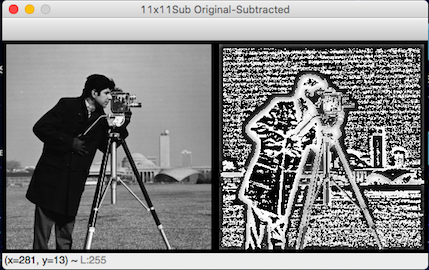 11x11Sub Original-Subtracted
(x=281, y=13) ~ L:255